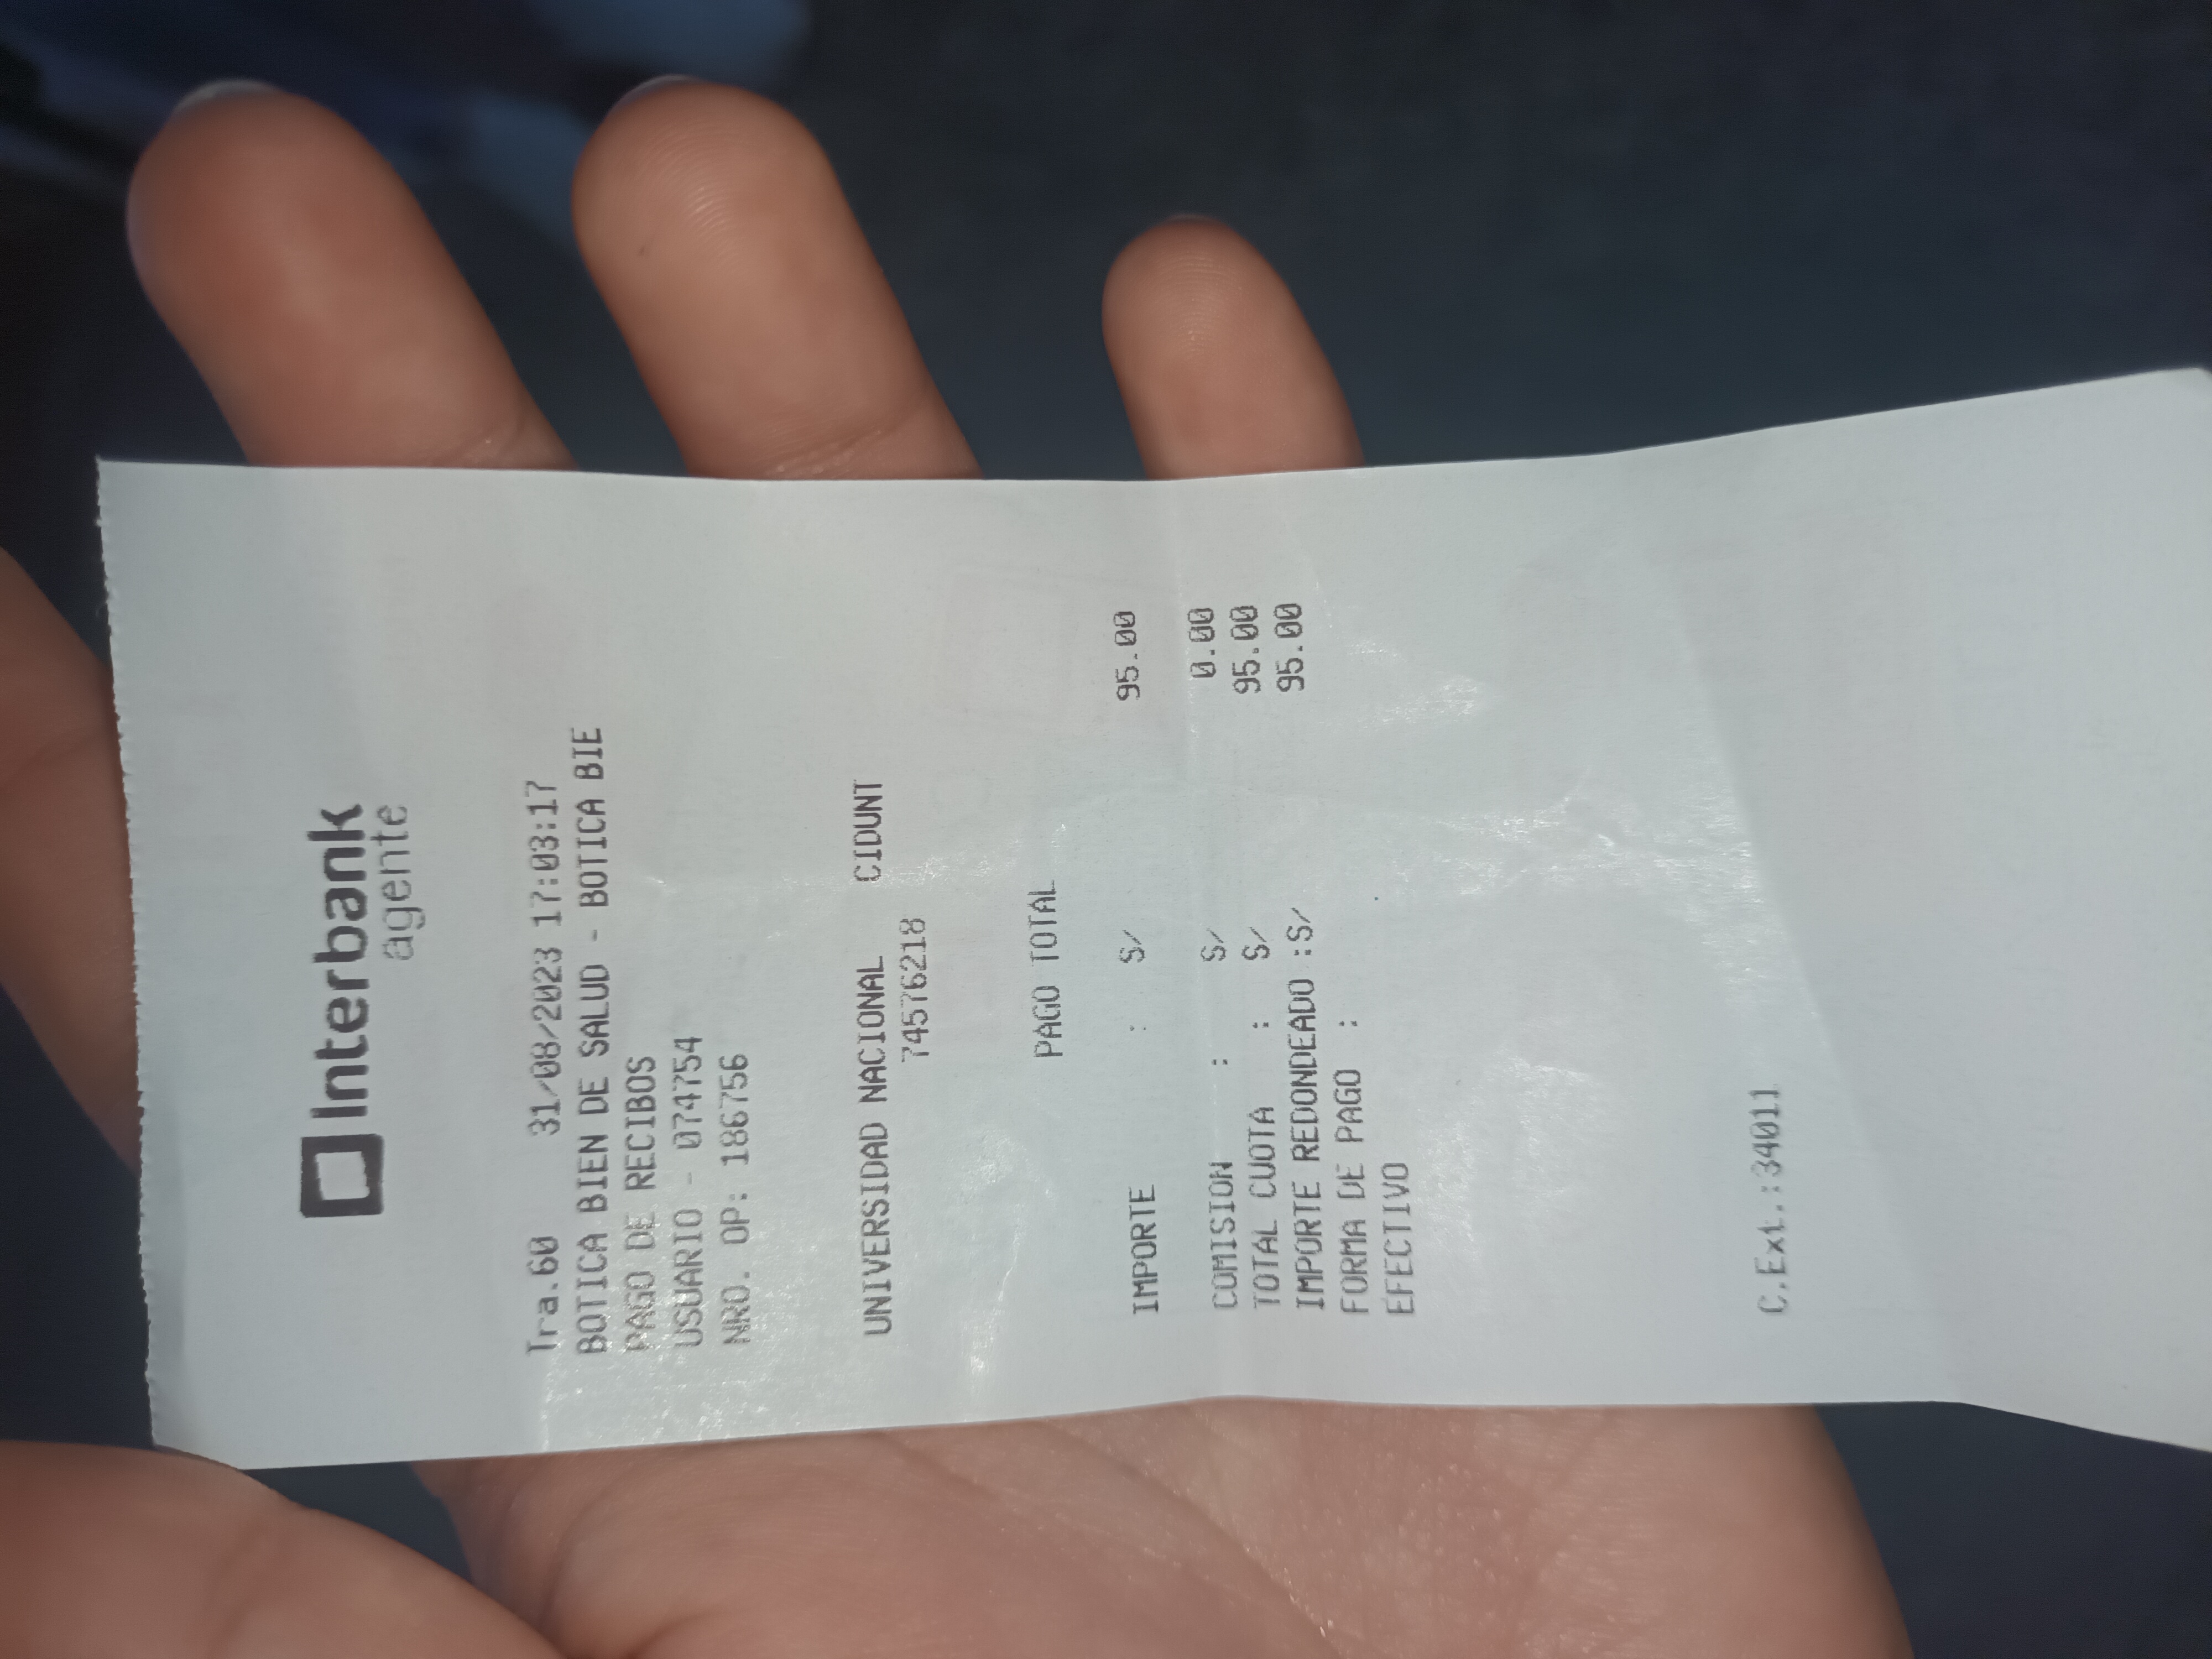 Interbank
agente
Tra.60 31/08/2023 17:03:17
BOTICA BIEN DE SALUD - BOTICA BIE
PAGO DE RECIBOS
USUARIO - 074754
NRO. OP: 186756
UNIVERSIDAD NACIONAL CIDUNT
74576218
PAGO TOTAL
IMPORTE : S/ 95.00
COMISION : S/ 0.00
TOTAL CUOTA : S/ 95.00
IMPORTE REDONDEADO :S/ 95.00
FORMA DE PAGO :
EFECTIVO
C.Ext.:34011